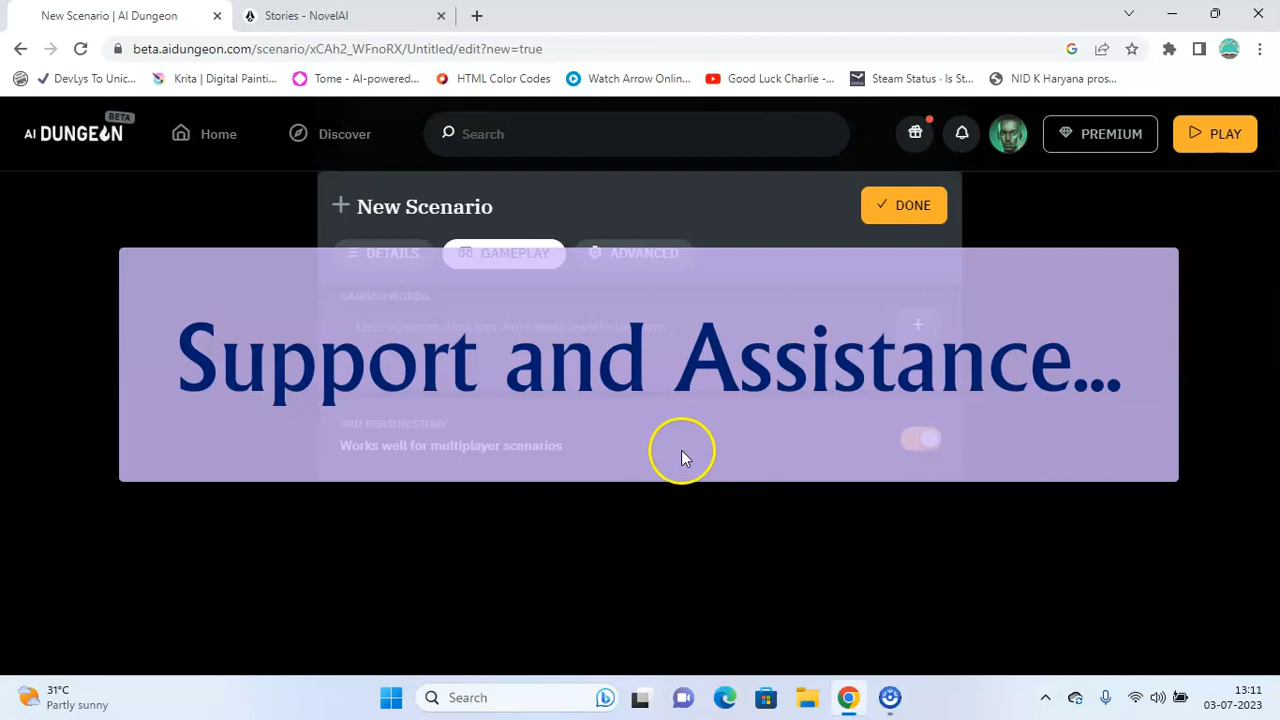 New Scenario | AI Dungeon
Stories - NovelAI
beta.aidungeon.com/scenario/xCAh2_WFnoRX/Untitled/edit?new=true
DevLys To Unic...
Krita | Digital Painti...
Tome - AI-powered...
HTML Color Codes
Watch Arrow Onlin...
Good Luck Charlie -...
Steam Status · Is St...
NID K Haryana pros...
AI DUNGEON BETA
Home
Discover
Search
PREMIUM
PLAY
New Scenario
DONE
DETAILS
GAMEPLAY
ADVANCED
BANNED WORDS
Support and Assistance...
3RD PERSON STORY
Works well for multiplayer scenarios
31°C
Partly sunny
Search
13:11
03-07-2023